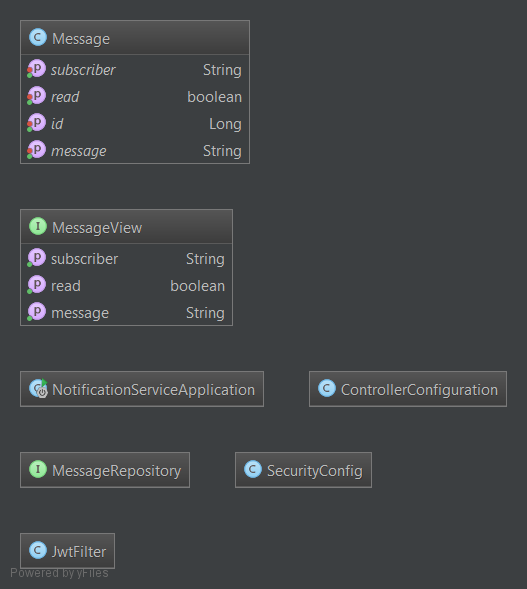 C Message
p subscriber String
p read boolean
p id Long
p message String
I MessageView
p subscriber String
p read boolean
p message String
C NotificationServiceApplication
C ControllerConfiguration
I MessageRepository
C SecurityConfig
C JwtFilter
Powered by yFiles